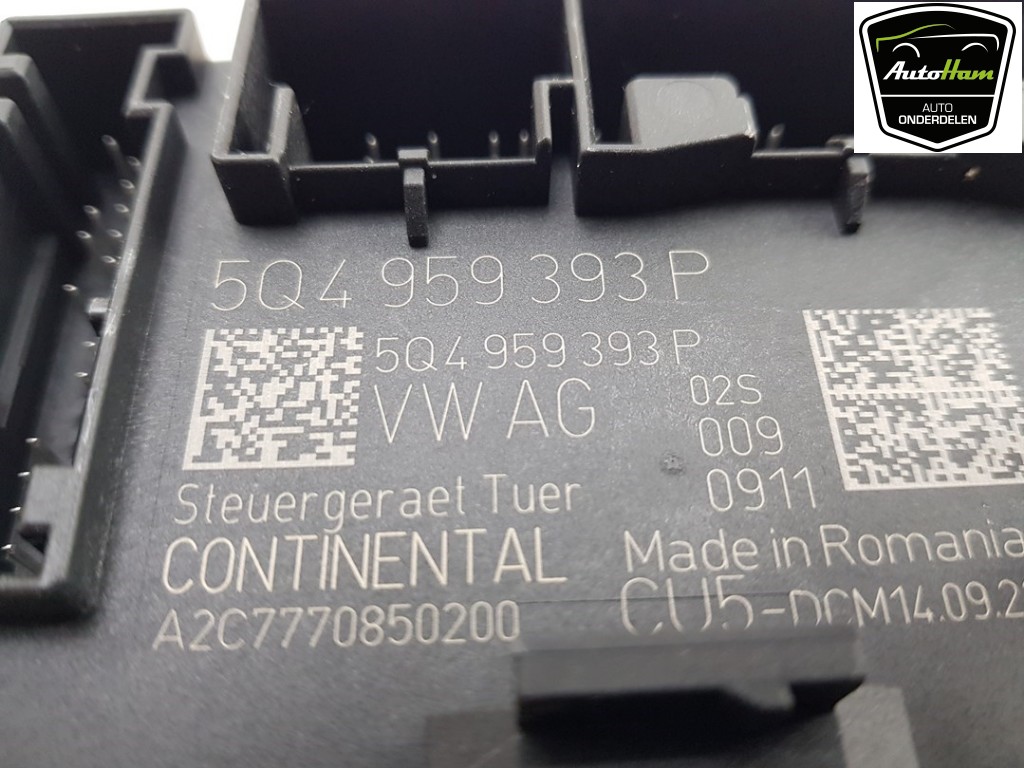 AutoHam
AUTO
ONDERDELEN
5Q4 959 393 P
5Q4 959 393 P
VW AG
02S
009
0911
Steuergeraet Tuer
CONTINENTAL
A2C7770850200
Made in Romania
CU5-DCM14.09.2